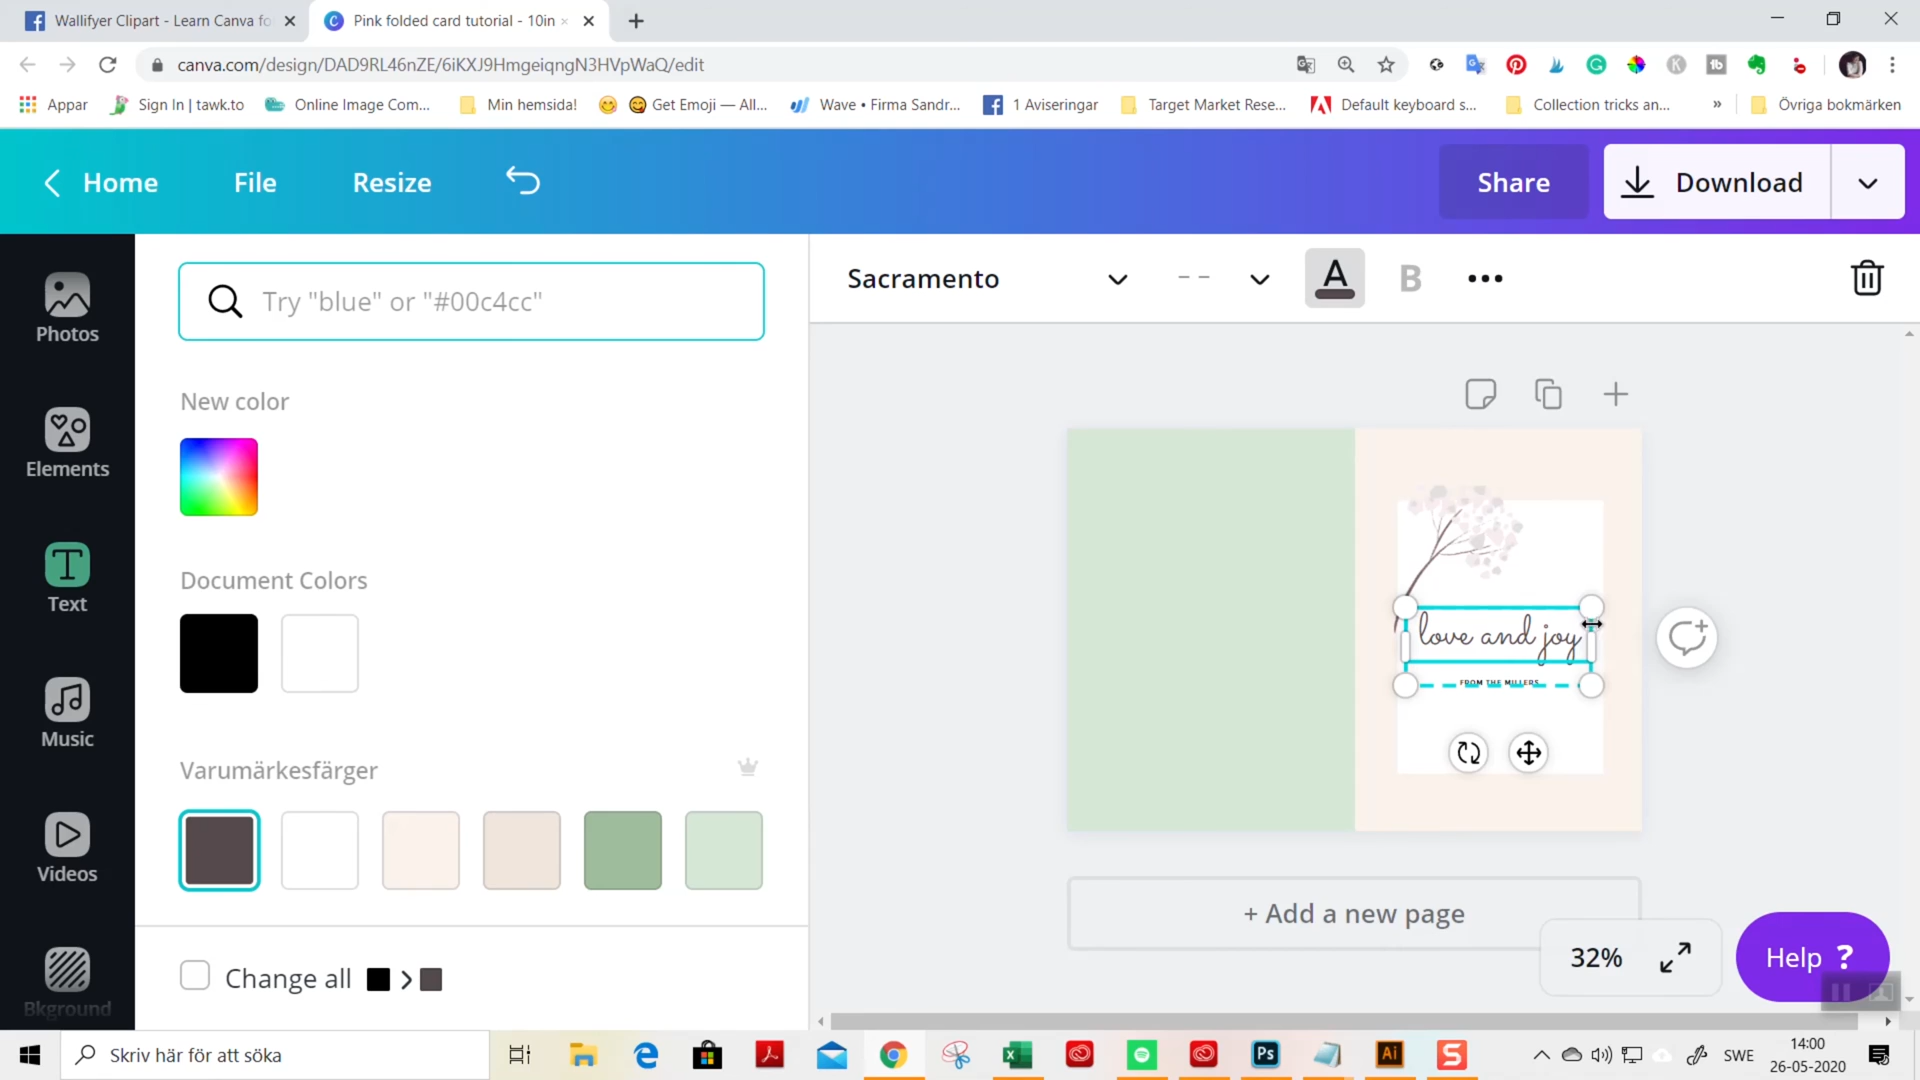 Wallifyer Clipart - Learn Canva fo
Pink folded card tutorial - 10in
canva.com/design/DAD9RL46nZE/6iKXJ9HmgeiqngN3HVpWaQ/edit
Appar
Sign In | tawk.to
Online Image Com...
Min hemsida!
Get Emoji — All...
Wave • Firma Sandr...
1 Aviseringar
Target Market Rese...
Default keyboard s...
Collection tricks an...
»
Övriga bokmärken
Home
File
Resize
Share
Download
Photos
Elements
Text
Music
Videos
Bkground
Try "blue" or "#00c4cc"
New color
Document Colors
Varumärkesfärger
Change all
Sacramento
– –
A
B
love and joy
FROM THE MILLERS
+ Add a new page
32%
Help ?
Skriv här för att söka
SWE
14:00
26-05-2020